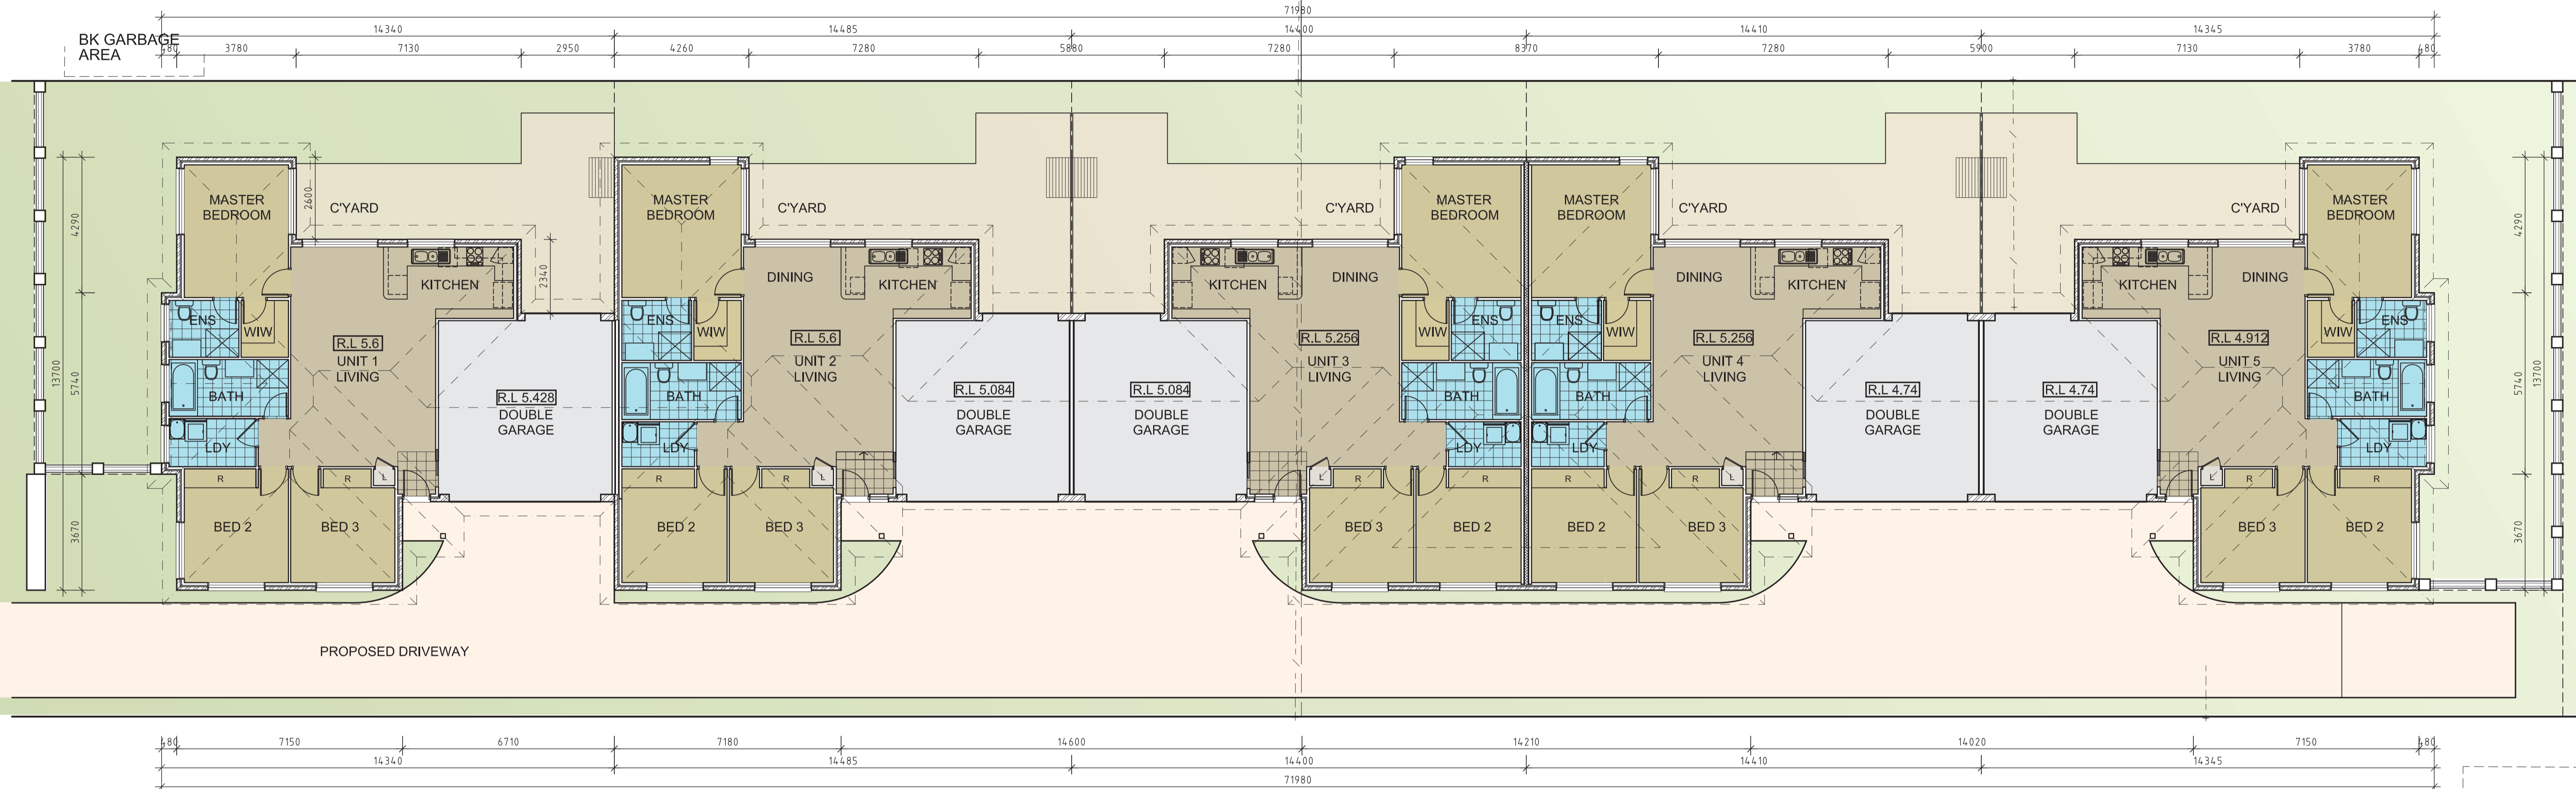 71980
14340 14485 14400 14410 14345
BK GARBAGE
AREA
480 3780 7130 2950 4260 7280 5880 7280 8370 7280 5900 7130 3780 480
MASTER
BEDROOM
2600
C'YARD
MASTER
BEDROOM
C'YARD
C'YARD
MASTER
BEDROOM
MASTER
BEDROOM
C'YARD
C'YARD
MASTER
BEDROOM
4290
4290
2340
KITCHEN
DINING
KITCHEN
KITCHEN
DINING
DINING
KITCHEN
KITCHEN
DINING
ENS
WIW
ENS
WIW
WIW
ENS
ENS
WIW
WIW
ENS
R.L 5.6
UNIT 1
LIVING
R.L 5.6
UNIT 2
LIVING
R.L 5.256
UNIT 3
LIVING
R.L 5.256
UNIT 4
LIVING
R.L 4.912
UNIT 5
LIVING
13700
5740
13700
5740
R.L 5.428
DOUBLE
GARAGE
R.L 5.084
DOUBLE
GARAGE
R.L 5.084
DOUBLE
GARAGE
R.L 4.74
DOUBLE
GARAGE
R.L 4.74
DOUBLE
GARAGE
BATH
BATH
BATH
BATH
BATH
LDY
LDY
LDY
LDY
LDY
R R L
R R L
L R R
R R L
L R R
3670
3670
BED 2 BED 3
BED 2 BED 3
BED 3 BED 2
BED 2 BED 3
BED 3 BED 2
PROPOSED DRIVEWAY
480 7150 6710 7180 14600 14210 14020 7150 480
14340 14485 14400 14410 14345
71980